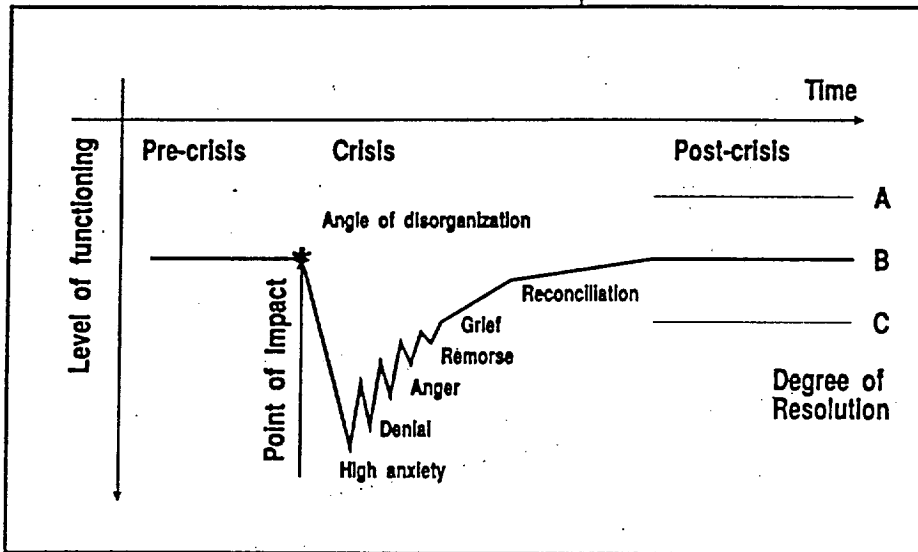 Time
Level of functioning
Pre-crisis
Crisis
Post-crisis
A
Angle of disorganization
B
Point of Impact
Reconciliation
Grief
C
Remorse
Anger
Degree of
Resolution
Denial
High anxiety